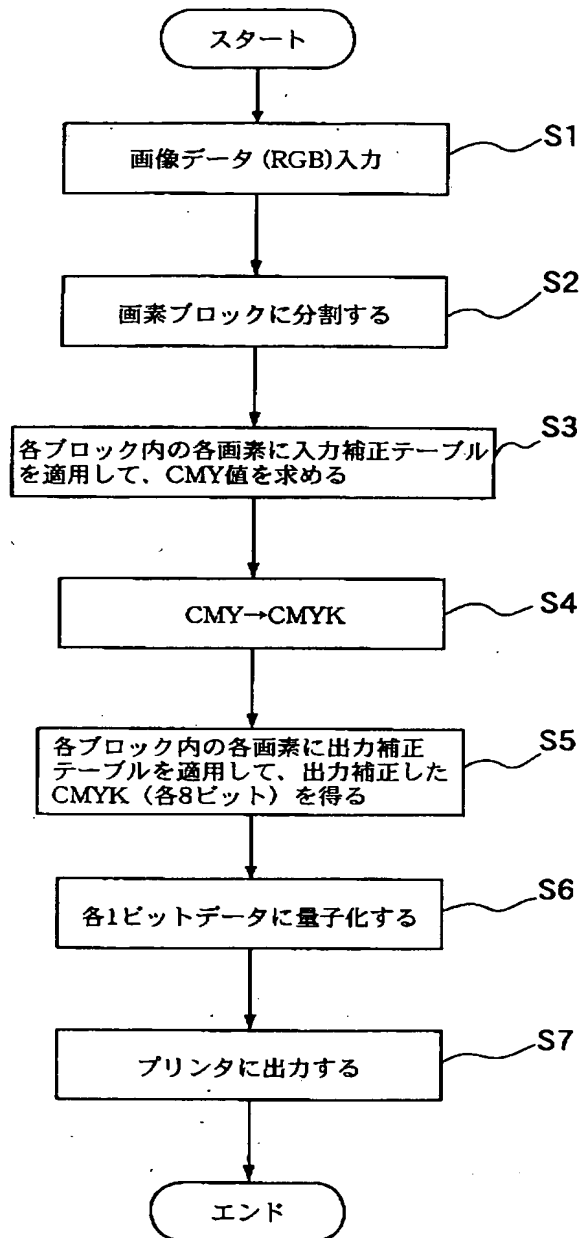 スタート
画像データ(RGB)入力
S1
画素ブロックに分割する
S2
各ブロック内の各画素に入力補正テーブル
を適用して、CMY値を求める
S3
CMY→CMYK
S4
各ブロック内の各画素に出力補正
テーブルを適用して、出力補正した
CMYK(各8ビット)を得る
S5
各1ビットデータに量子化する
S6
プリンタに出力する
S7
エンド